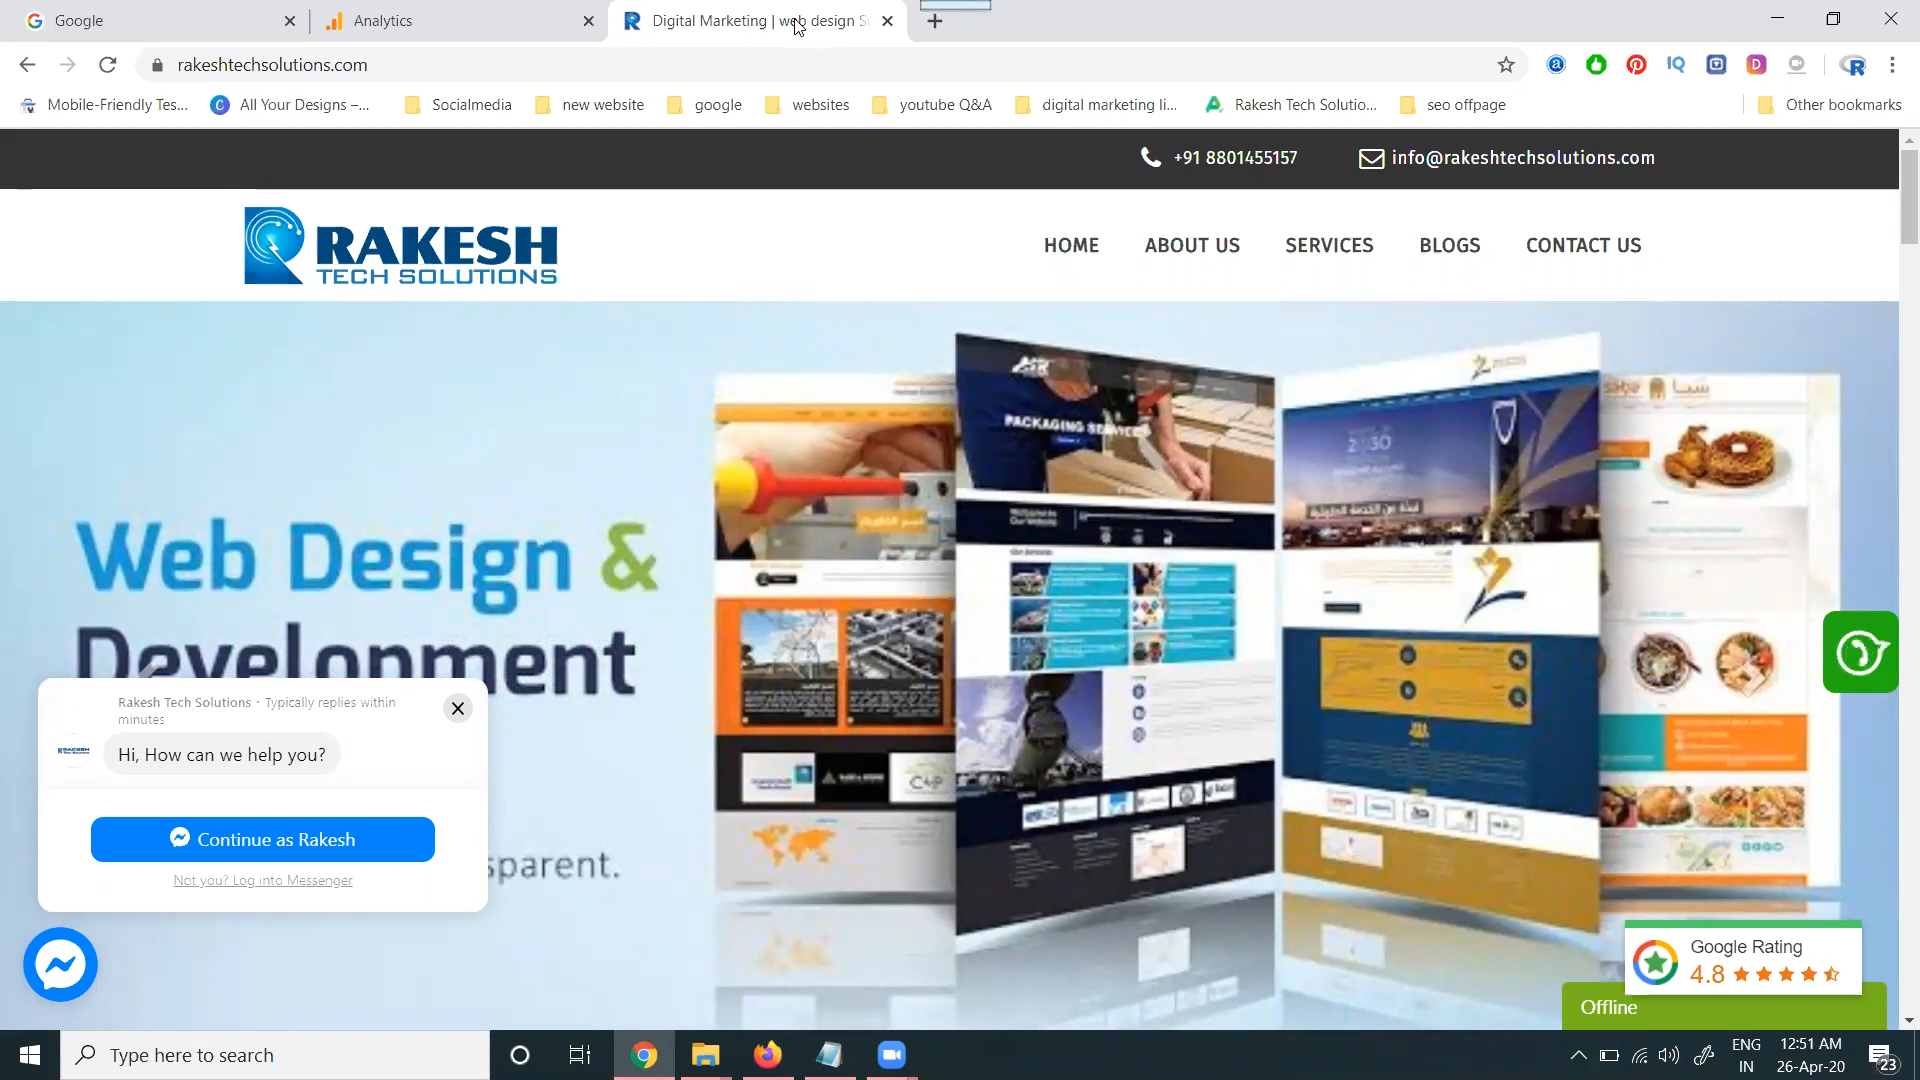 Google
Analytics
Digital Marketing | web design S
rakeshtechsolutions.com
Mobile-Friendly Tes...
All Your Designs –...
Socialmedia
new website
google
websites
youtube Q&A
digital marketing li...
Rakesh Tech Solutio...
seo offpage
Other bookmarks
+91 8801455157
info@rakeshtechsolutions.com
RAKESH
TECH SOLUTIONS
HOME
ABOUT US
SERVICES
BLOGS
CONTACT US
PACKAGING SERVICES
2030
Web Design &
Development
sparent.
Rakesh Tech Solutions · Typically replies within
minutes
Hi, How can we help you?
Continue as Rakesh
Not you? Log into Messenger
Google Rating
4.8
Offline
Type here to search
ENG
IN
12:51 AM
26-Apr-20
23